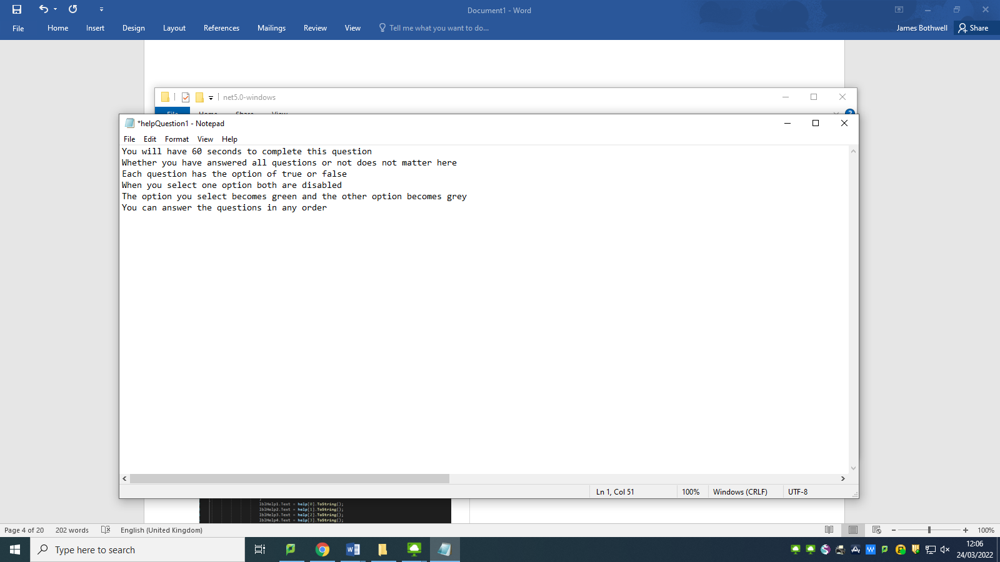 Document1 - Word
File Home Insert Design Layout References Mailings Review View Tell me what you want to do... James Bothwell Share
net5.0-windows
File Home Share View
*helpQuestion1 - Notepad
File Edit Format View Help
You will have 60 seconds to complete this question
Whether you have answered all questions or not does not matter here
Each question has the option of true or false
When you select one option both are disabled
The option you select becomes green and the other option becomes grey
You can answer the questions in any order
Ln 1, Col 51 100% Windows (CRLF) UTF-8
lblHelp1.Text = help[0].ToString();
lblHelp2.Text = help[1].ToString();
lblHelp3.Text = help[2].ToString();
lblHelp4.Text = help[3].ToString();
Page 4 of 20 202 words English (United Kingdom) 100%
Type here to search
12:06
24/03/2022